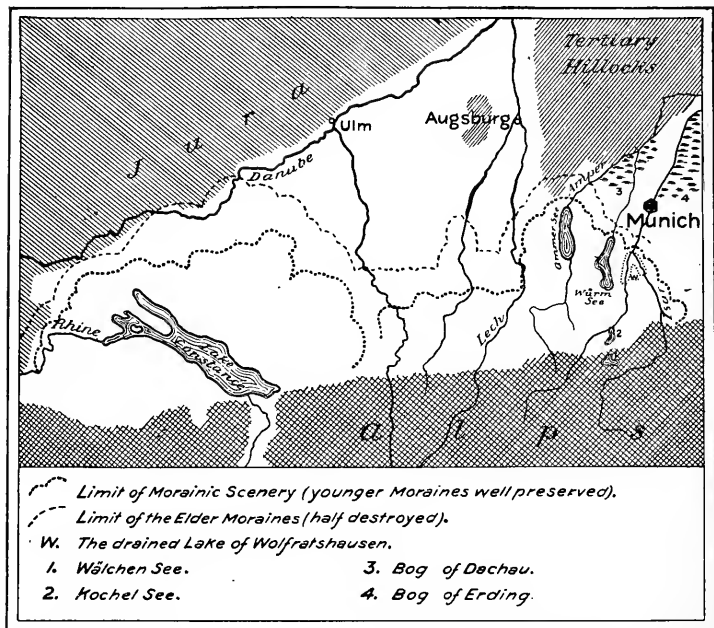 Tertiary
Hillocks
Jura
Ulm
Augsburg
Danube
Amper
3
4
Munich
Ammer See
Würm
See
W.
Isar
Rhine
Lake
Constance
Lech
2
1
alps
Limit of Morainic Scenery (younger Moraines well preserved).
Limit of the Elder Moraines (half destroyed).
W. The drained Lake of Wolfratshausen.
1. Wälchen See. 3. Bog of Dachau.
2. Kochel See. 4. Bog of Erding.